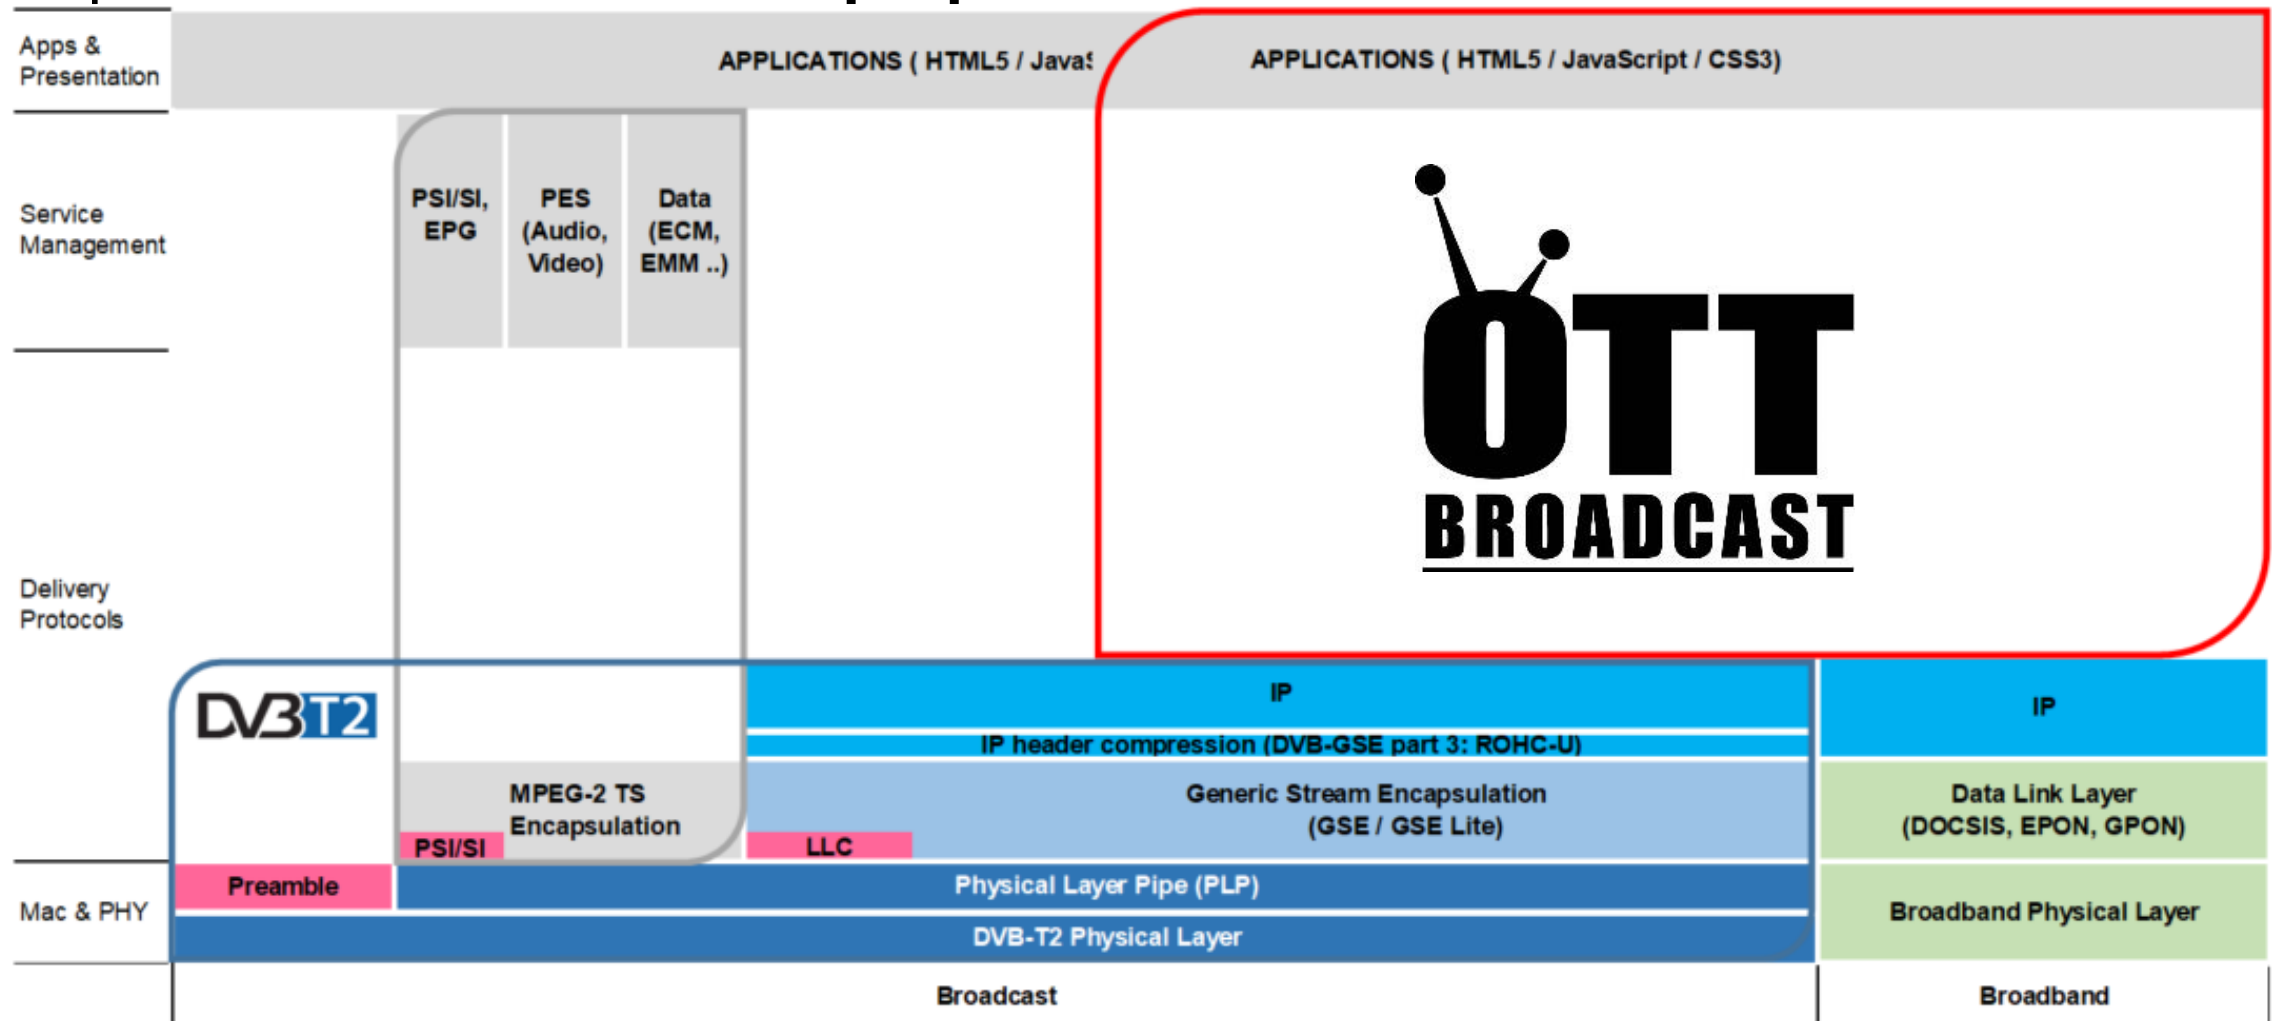 Apps &
Presentation
APPLICATIONS ( HTML5 / JavaS
APPLICATIONS ( HTML5 / JavaScript / CSS3)
Service
Management
PSI/SI,
EPG
PES
(Audio,
Video)
Data
(ECM,
EMM ..)
OTT
BROADCAST
Delivery
Protocols
DVB T2
IP
IP
IP header compression (DVB-GSE part 3: ROHC-U)
MPEG-2 TS
Encapsulation
PSI/SI
Generic Stream Encapsulation
(GSE / GSE Lite)
LLC
Data Link Layer
(DOCSIS, EPON, GPON)
Mac & PHY
Preamble
Physical Layer Pipe (PLP)
DVB-T2 Physical Layer
Broadband Physical Layer
Broadcast
Broadband